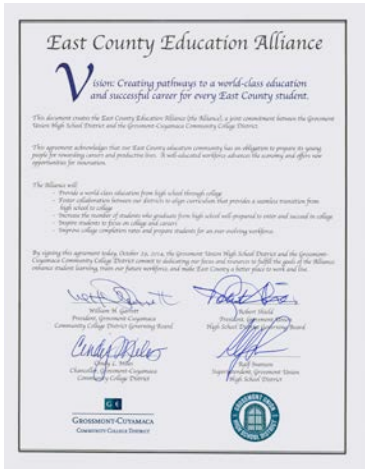 East County Education Alliance
Vision: Creating pathways to a world-class education
and successful career for every East County student.
This document creates the East County Education Alliance (the Alliance), a joint commitment between the Grossmont
Union High School District and the Grossmont-Cuyamaca Community College District.
This agreement acknowledges that our East County education community has an obligation to prepare its young
people for rewarding careers and productive lives. A well-educated workforce advances the economy and offers new
opportunities for innovation.
The Alliance will
- Provide a world-class education from high school through college
- Foster collaboration between our districts to align curriculum that provides a seamless transition from
high school to college
- Increase the number of students who graduate from high school well prepared to enter and succeed in college
- Inspire students to focus on college and careers
- Improve college completion rates and prepare students for an ever-evolving workforce.
By signing this agreement today, October 29, 2014, the Grossmont Union High School District and the Grossmont-
Cuyamaca Community College District commit to dedicating our focus and resources to fulfill the goals of the Alliance:
enhance student learning, train our future workforce, and make East County a better place to work and live.
William M. Garrett
President, Grossmont-Cuyamaca
Community College District Governing Board
Robert Shield
President, Grossmont Union
High School District Governing Board
Cindy L. Miles
Chancellor, Grossmont-Cuyamaca
Community College District
Ralf Swenson
Superintendent, Grossmont Union
High School District
GROSSMONT-CUYAMACA
COMMUNITY COLLEGE DISTRICT
GROSSMONT UNION
HIGH SCHOOL DISTRICT